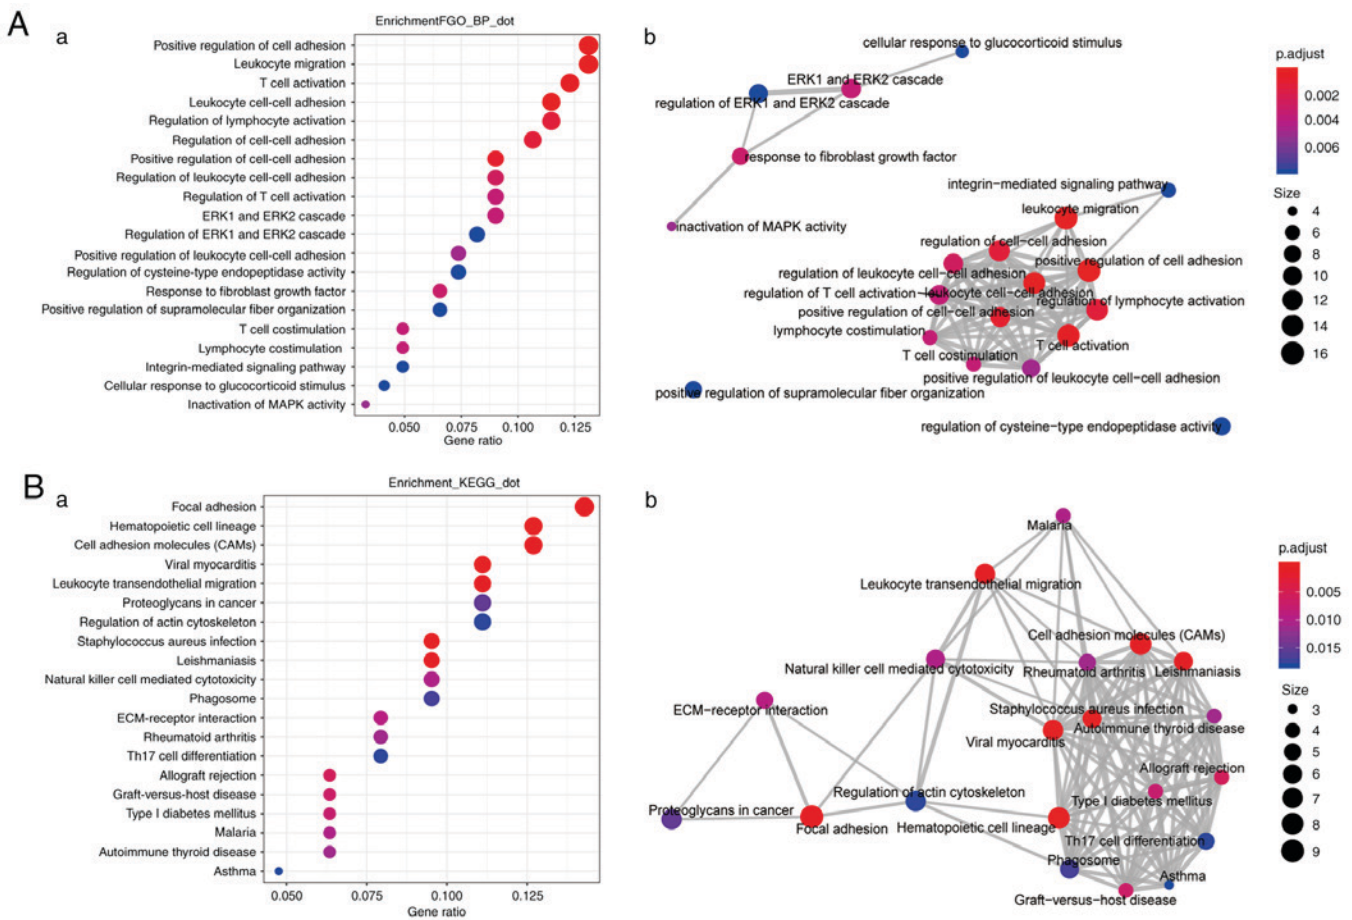 A
a
EnrichmentFGO_BP_dot
Positive regulation of cell adhesion
Leukocyte migration
T cell activation
Leukocyte cell-cell adhesion
Regulation of lymphocyte activation
Regulation of cell-cell adhesion
Positive regulation of cell-cell adhesion
Regulation of leukocyte cell-cell adhesion
Regulation of T cell activation
ERK1 and ERK2 cascade
Regulation of ERK1 and ERK2 cascade
Positive regulation of leukocyte cell-cell adhesion
Regulation of cysteine-type endopeptidase activity
Response to fibroblast growth factor
Positive regulation of supramolecular fiber organization
T cell costimulation
Lymphocyte costimulation
Integrin-mediated signaling pathway
Cellular response to glucocorticoid stimulus
Inactivation of MAPK activity
0.050 0.075 0.100 0.125
Gene ratio
b
cellular response to glucocorticoid stimulus
ERK1 and ERK2 cascade
regulation of ERK1 and ERK2 cascade
response to fibroblast growth factor
integrin-mediated signaling pathway
leukocyte migration
inactivation of MAPK activity
regulation of cell-cell adhesion
positive regulation of cell adhesion
regulation of leukocyte cell-cell adhesion
regulation of T cell activation
leukocyte cell-cell adhesion
regulation of lymphocyte activation
positive regulation of cell-cell adhesion
lymphocyte costimulation
T cell activation
T cell costimulation
positive regulation of leukocyte cell-cell adhesion
positive regulation of supramolecular fiber organization
regulation of cysteine-type endopeptidase activity
p.adjust
0.002
0.004
0.006
Size
4
6
8
10
12
14
16
B
a
Enrichment_KEGG_dot
Focal adhesion
Hematopoietic cell lineage
Cell adhesion molecules (CAMs)
Viral myocarditis
Leukocyte transendothelial migration
Proteoglycans in cancer
Regulation of actin cytoskeleton
Staphylococcus aureus infection
Leishmaniasis
Natural killer cell mediated cytotoxicity
Phagosome
ECM-receptor interaction
Rheumatoid arthritis
Th17 cell differentiation
Allograft rejection
Graft-versus-host disease
Type I diabetes mellitus
Malaria
Autoimmune thyroid disease
Asthma
0.050 0.075 0.100 0.125
Gene ratio
b
Malaria
Leukocyte transendothelial migration
Cell adhesion molecules (CAMs)
Natural killer cell mediated cytotoxicity
Rheumatoid arthritis
Leishmaniasis
ECM-receptor interaction
Staphylococcus aureus infection
Autoimmune thyroid disease
Viral myocarditis
Allograft rejection
Regulation of actin cytoskeleton
Type I diabetes mellitus
Proteoglycans in cancer
Focal adhesion
Hematopoietic cell lineage
Th17 cell differentiation
Phagosome
Asthma
Graft-versus-host disease
p.adjust
0.005
0.010
0.015
Size
3
4
5
6
7
8
9